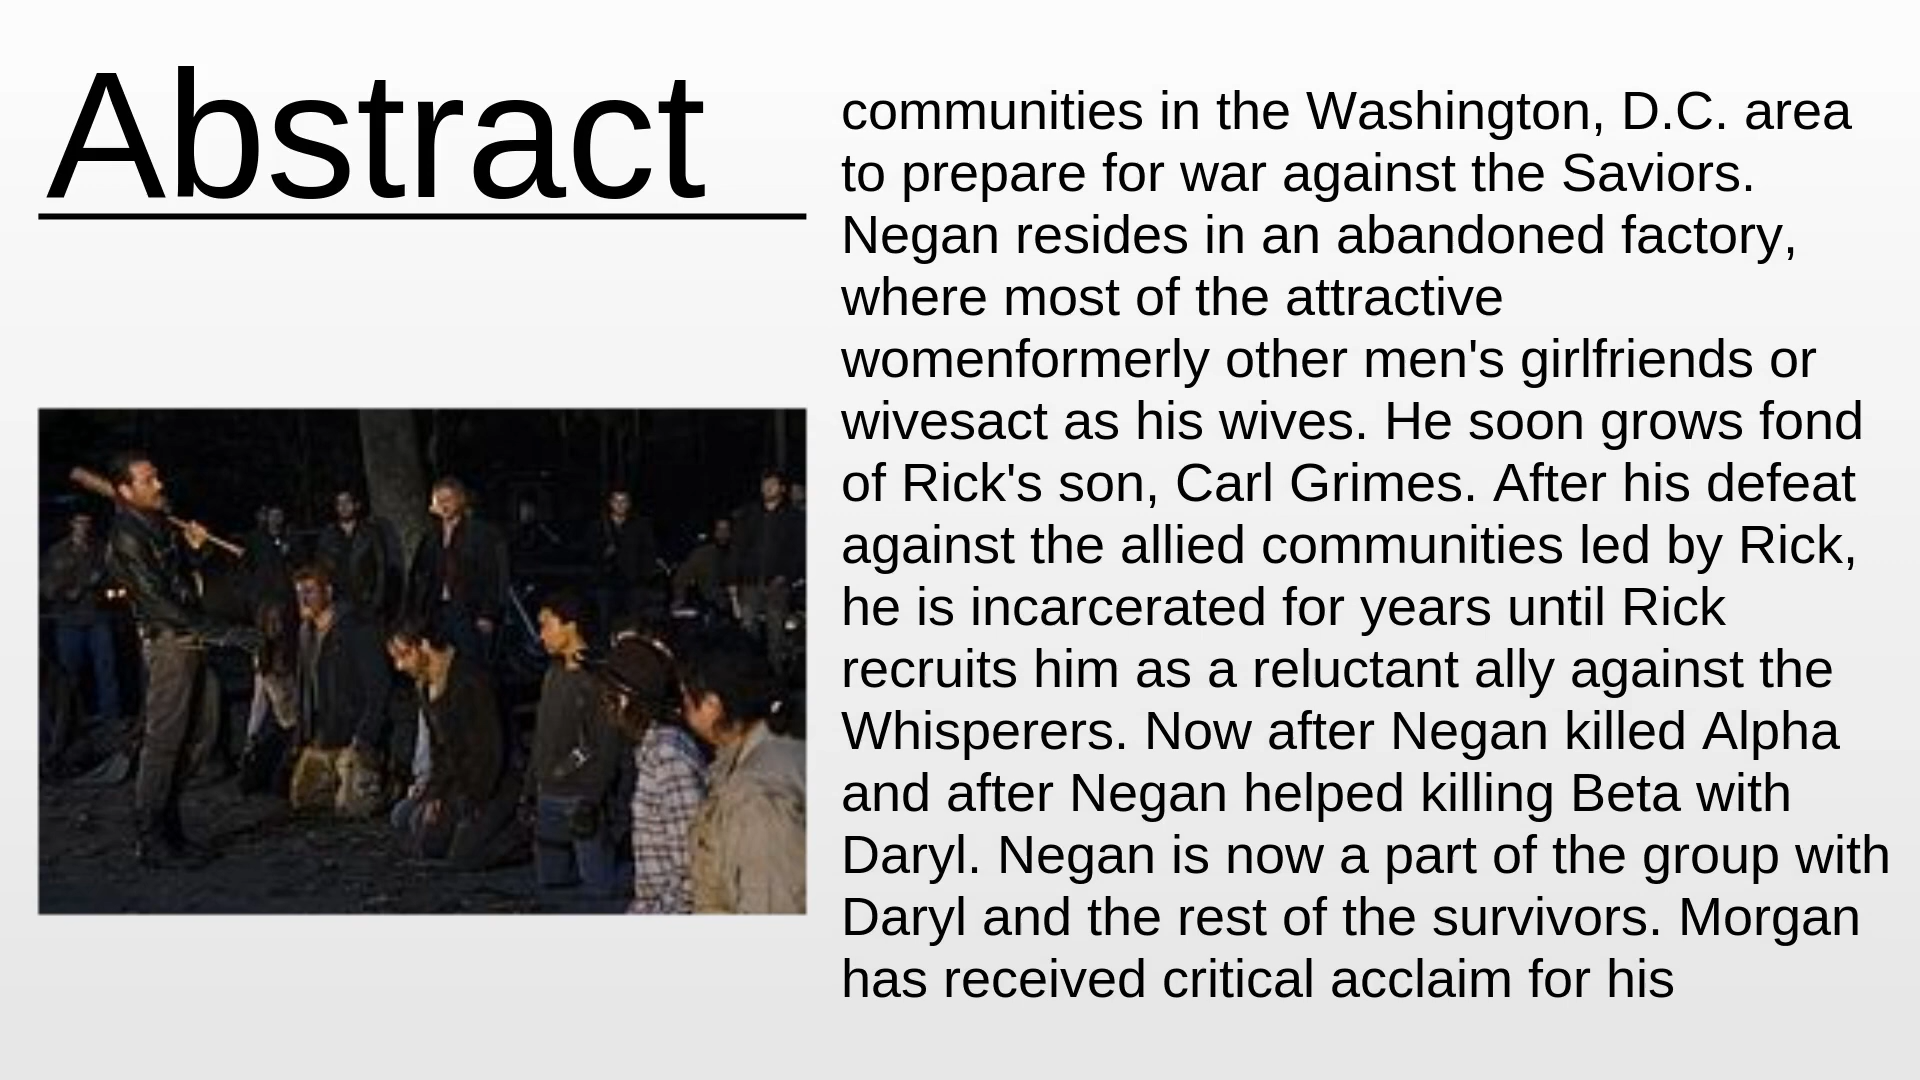 Abstract
communities in the Washington, D.C. area
to prepare for war against the Saviors.
Negan resides in an abandoned factory,
where most of the attractive
womenformerly other men's girlfriends or
wivesact as his wives. He soon grows fond
of Rick's son, Carl Grimes. After his defeat
against the allied communities led by Rick,
he is incarcerated for years until Rick
recruits him as a reluctant ally against the
Whisperers. Now after Negan killed Alpha
and after Negan helped killing Beta with
Daryl. Negan is now a part of the group with
Daryl and the rest of the survivors. Morgan
has received critical acclaim for his